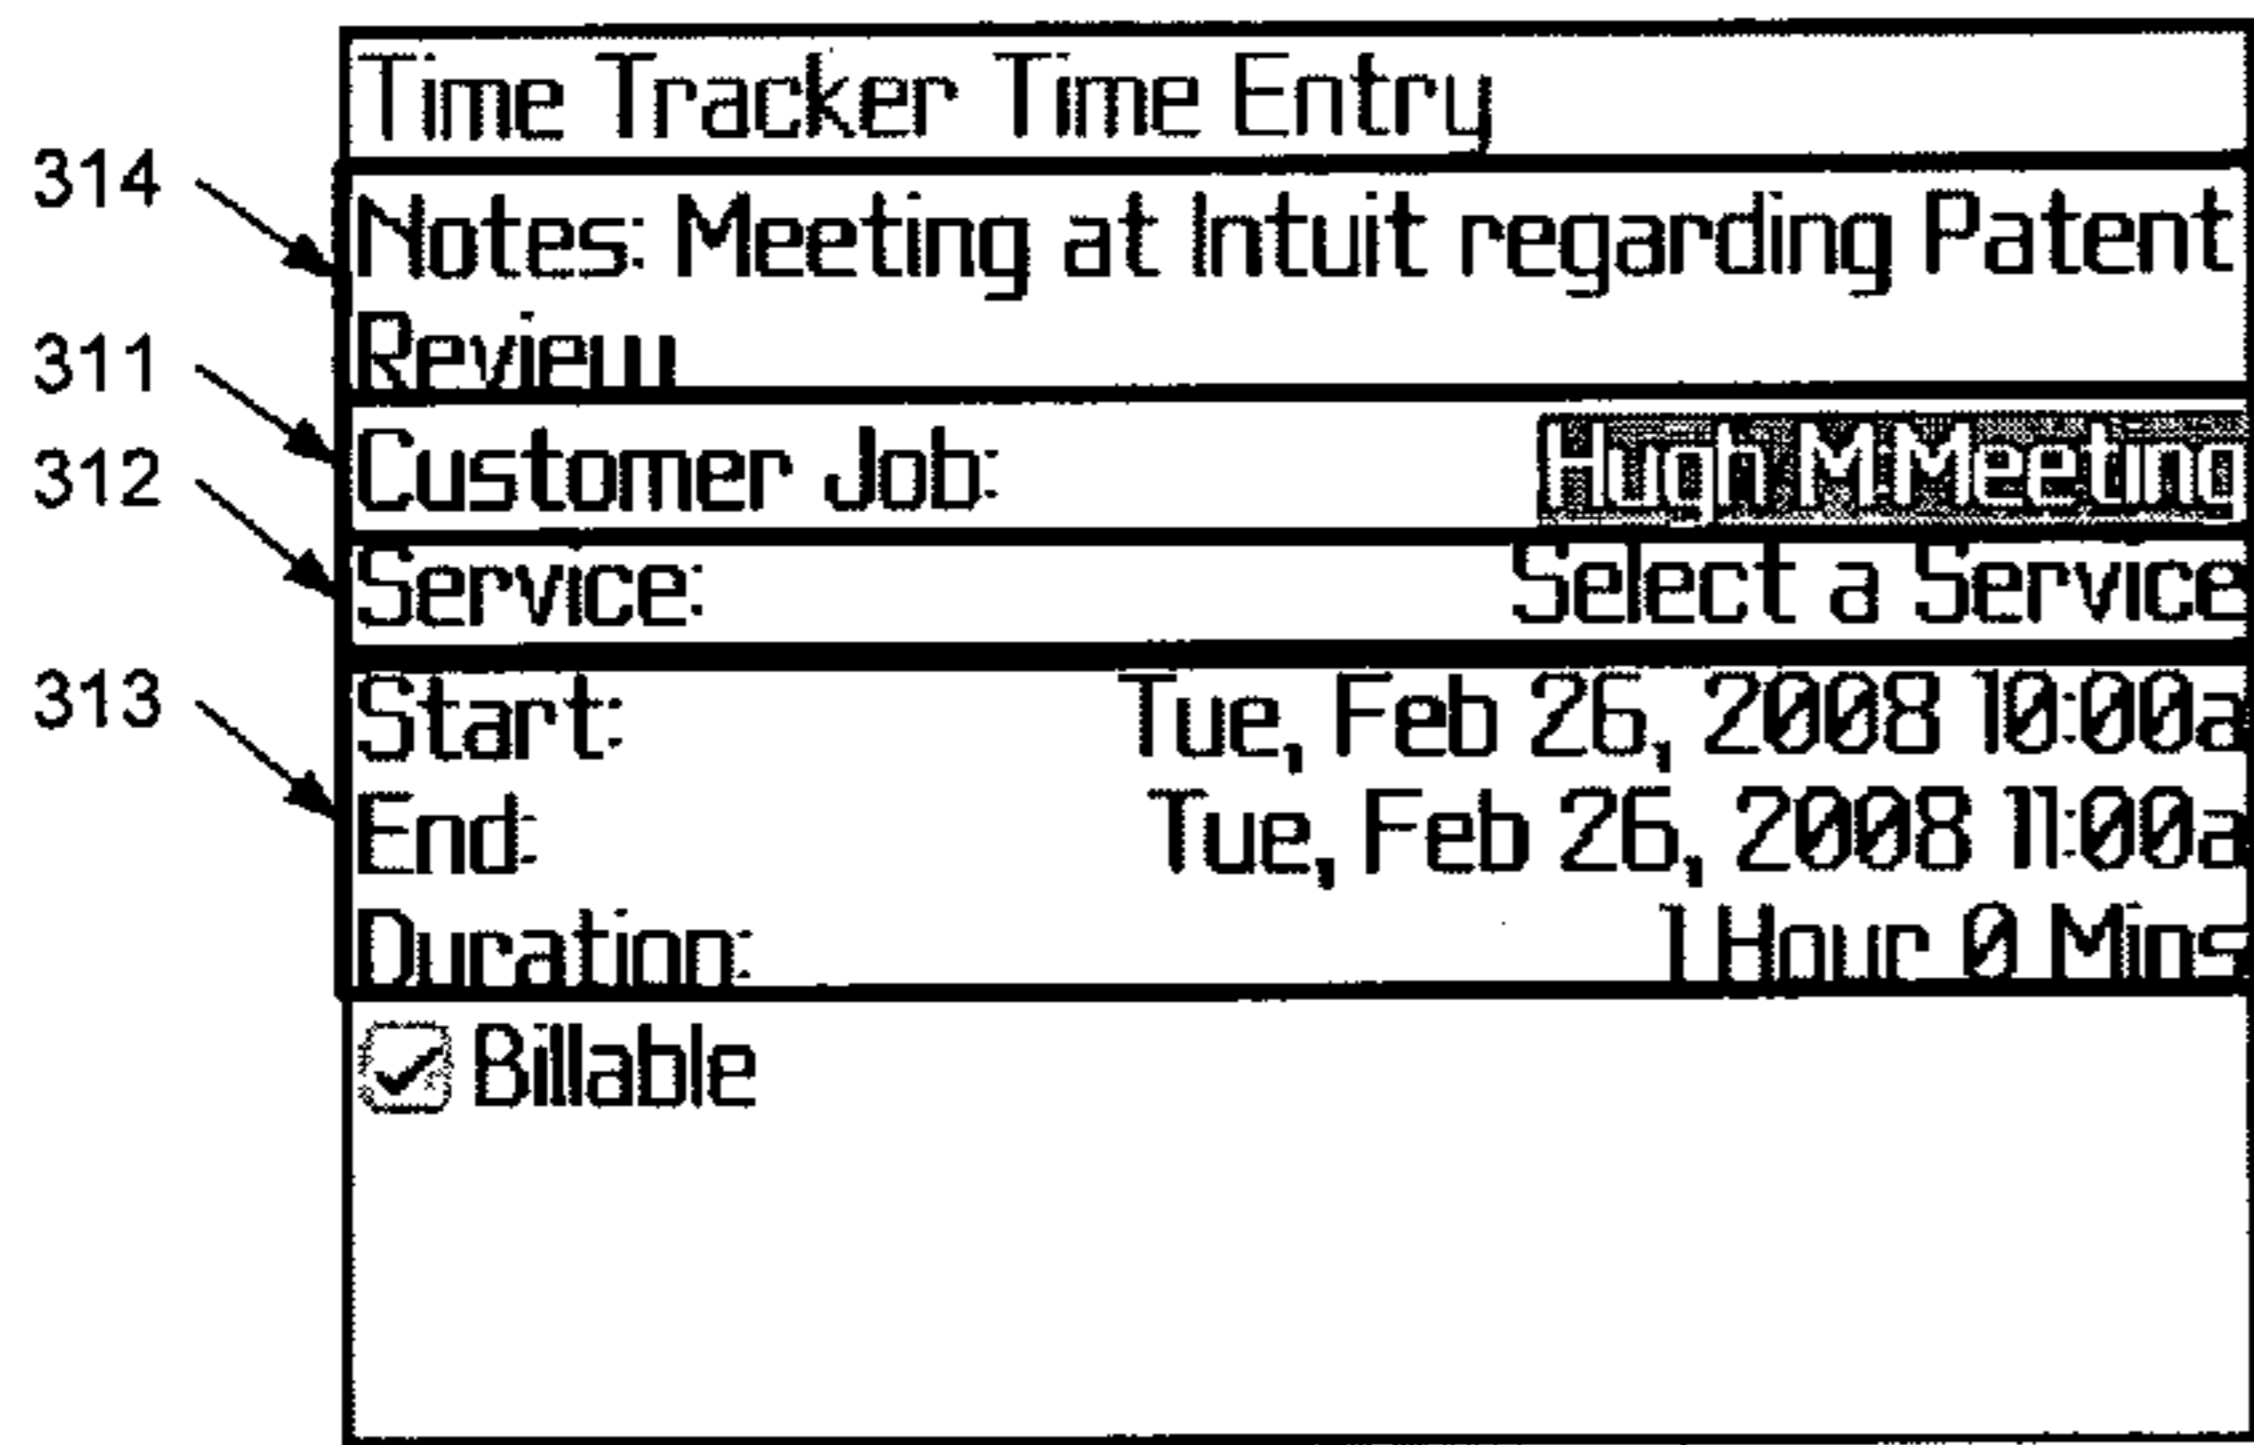 Time Tracker Time Entry
314
Notes: Meeting at Intuit regarding Patent
Review
311
Customer Job: Hugh M:Meeting
312
Service: Select a Service
313
Start: Tue, Feb 26, 2008 10:00a
End: Tue, Feb 26, 2008 11:00a
Duration: 1 Hour 0 Mins
Billable